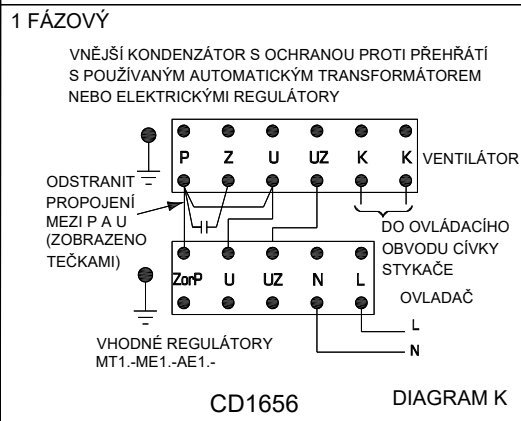 1 FÁZOVÝ
VNĚJŠÍ KONDENZÁTOR S OCHRANOU PROTI PŘEHŘÁTÍ
S POUŽÍVANÝM AUTOMATICKÝM TRANSFORMÁTOREM
NEBO ELEKTRICKÝMI REGULÁTORY
P Z U UZ K K VENTILÁTOR
ODSTRANIT
PROPOJENÍ
MEZI P A U
(ZOBRAZENO
TEČKAMI)
DO OVLÁDACÍHO
OBVODU CÍVKY
STYKAČE
ZorP U UZ N L
OVLADAČ
L
N
VHODNÉ REGULÁTORY
MT1.-ME1.-AE1.-
CD1656
DIAGRAM K